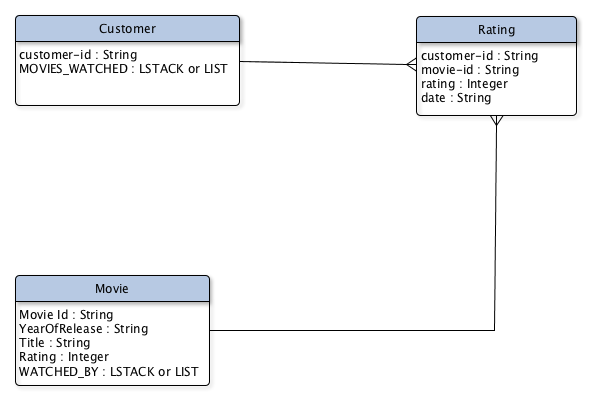 Customer
customer-id : String
MOVIES_WATCHED : LSTACK or LIST
Rating
customer-id : String
movie-id : String
rating : Integer
date : String
Movie
Movie Id : String
YearOfRelease : String
Title : String
Rating : Integer
WATCHED_BY : LSTACK or LIST